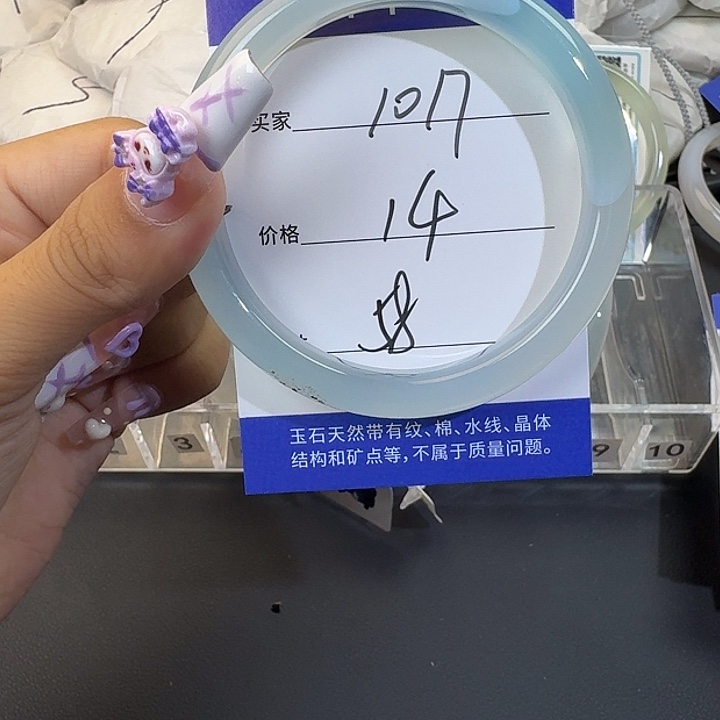 买家 1017
价格 14
58
玉石天然带有纹、棉、水线、晶体
结构和矿点等,不属于质量问题。
3
9
10